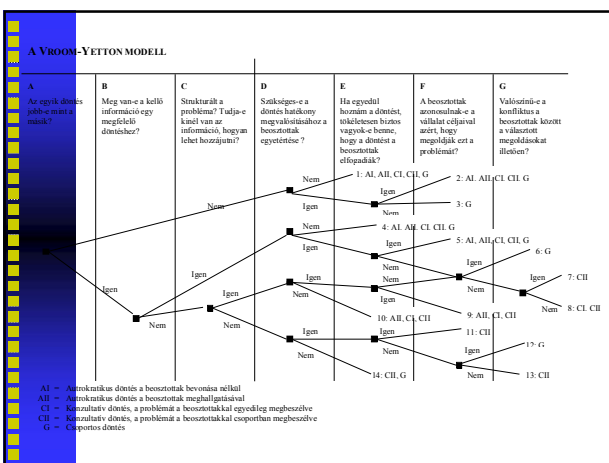 A VROOM-YETTON MODELL
A
Az egyik döntés
jobb-e mint a
másik?
B
Meg van-e a kellő
információ egy
megfelelő
döntéshez?
C
Strukturált a
probléma? Tudja-e
kinél van az
információ, hogyan
lehet hozzájutni?
D
Szükséges-e a
döntés hatékony
megvalósításához a
beosztottak
egyetértése ?
E
Ha egyedül
hoznám a döntést,
tökéletesen biztos
vagyok-e benne,
hogy a döntést a
beosztottak
elfogadják?
F
A beosztottak
azonosulnak-e a
vállalat céljaival
azért, hogy
megoldják ezt a
problémát?
G
Valószínű-e a
konfliktus a
beosztottak között
a választott
megoldásokat
illetően?
Nem
1: AI, AII, CI, CII, G
Igen
Igen
2: AI, AII, CI, CII, G
Nem
3: G
Nem
Nem
4: AI, AII, CI, CII, G
Igen
Igen
5: AI, AII, CI, CII, G
Nem
Igen
6: G
Nem
Igen
7: CII
Nem
8: CI, CII
Igen
Igen
Igen
Nem
9: AII, CI, CII
Nem
10: AII, CI, CII
Igen
Nem
Igen
Nem
Igen
11: CII
Nem
Igen
12: G
Nem
13: CII
Nem
14: CII, G
AI = Autrokratikus döntés a beosztottak bevonása nélkül
AII = Autrokratikus döntés a beosztottak meghallgatásával
CI = Konzultatív döntés, a problémát a beosztottakkal egyedileg megbeszélve
CII = Konzultatív döntés, a problémát a beosztottakkal csoportban megbeszélve
G = Csoportos döntés